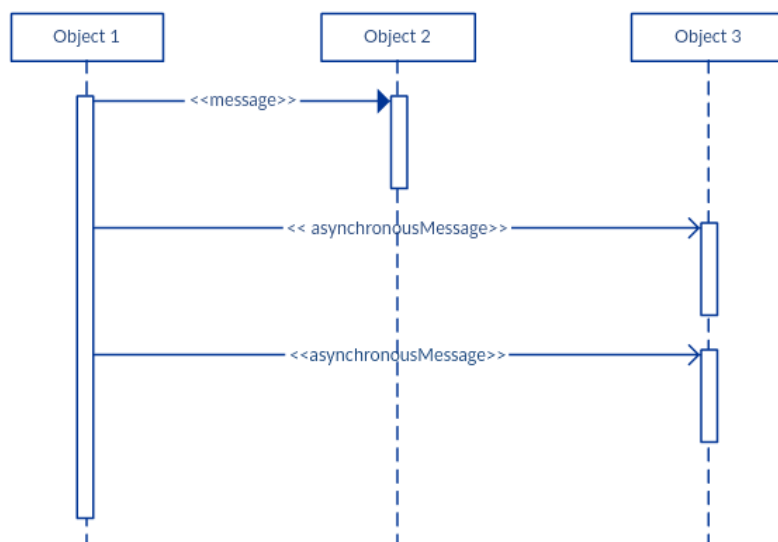 Object 1
Object 2
Object 3
<<message>>
<< asynchronousMessage>>
<<asynchronousMessage>>